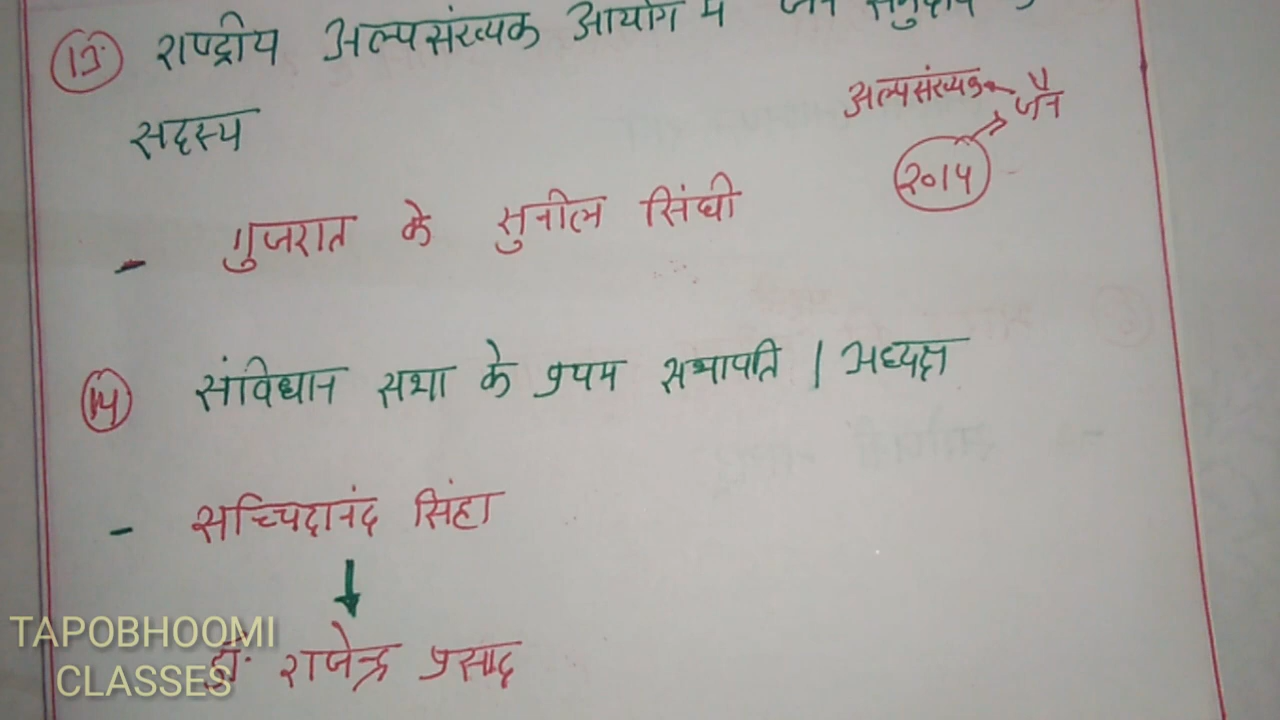 13. राष्ट्रीय अल्पसंख्यक आयोग में जैन समुदाय
सदस्य
अल्पसंख्यक जैन
2014
- गुजरात के सुनील सिंघी
14 संविधान सभा के प्रथम सभापति / अध्यक्ष
- सच्चिदानंद सिंहा
डॉ. राजेन्द्र प्रसाद
TAPOBHOOMI
CLASSES